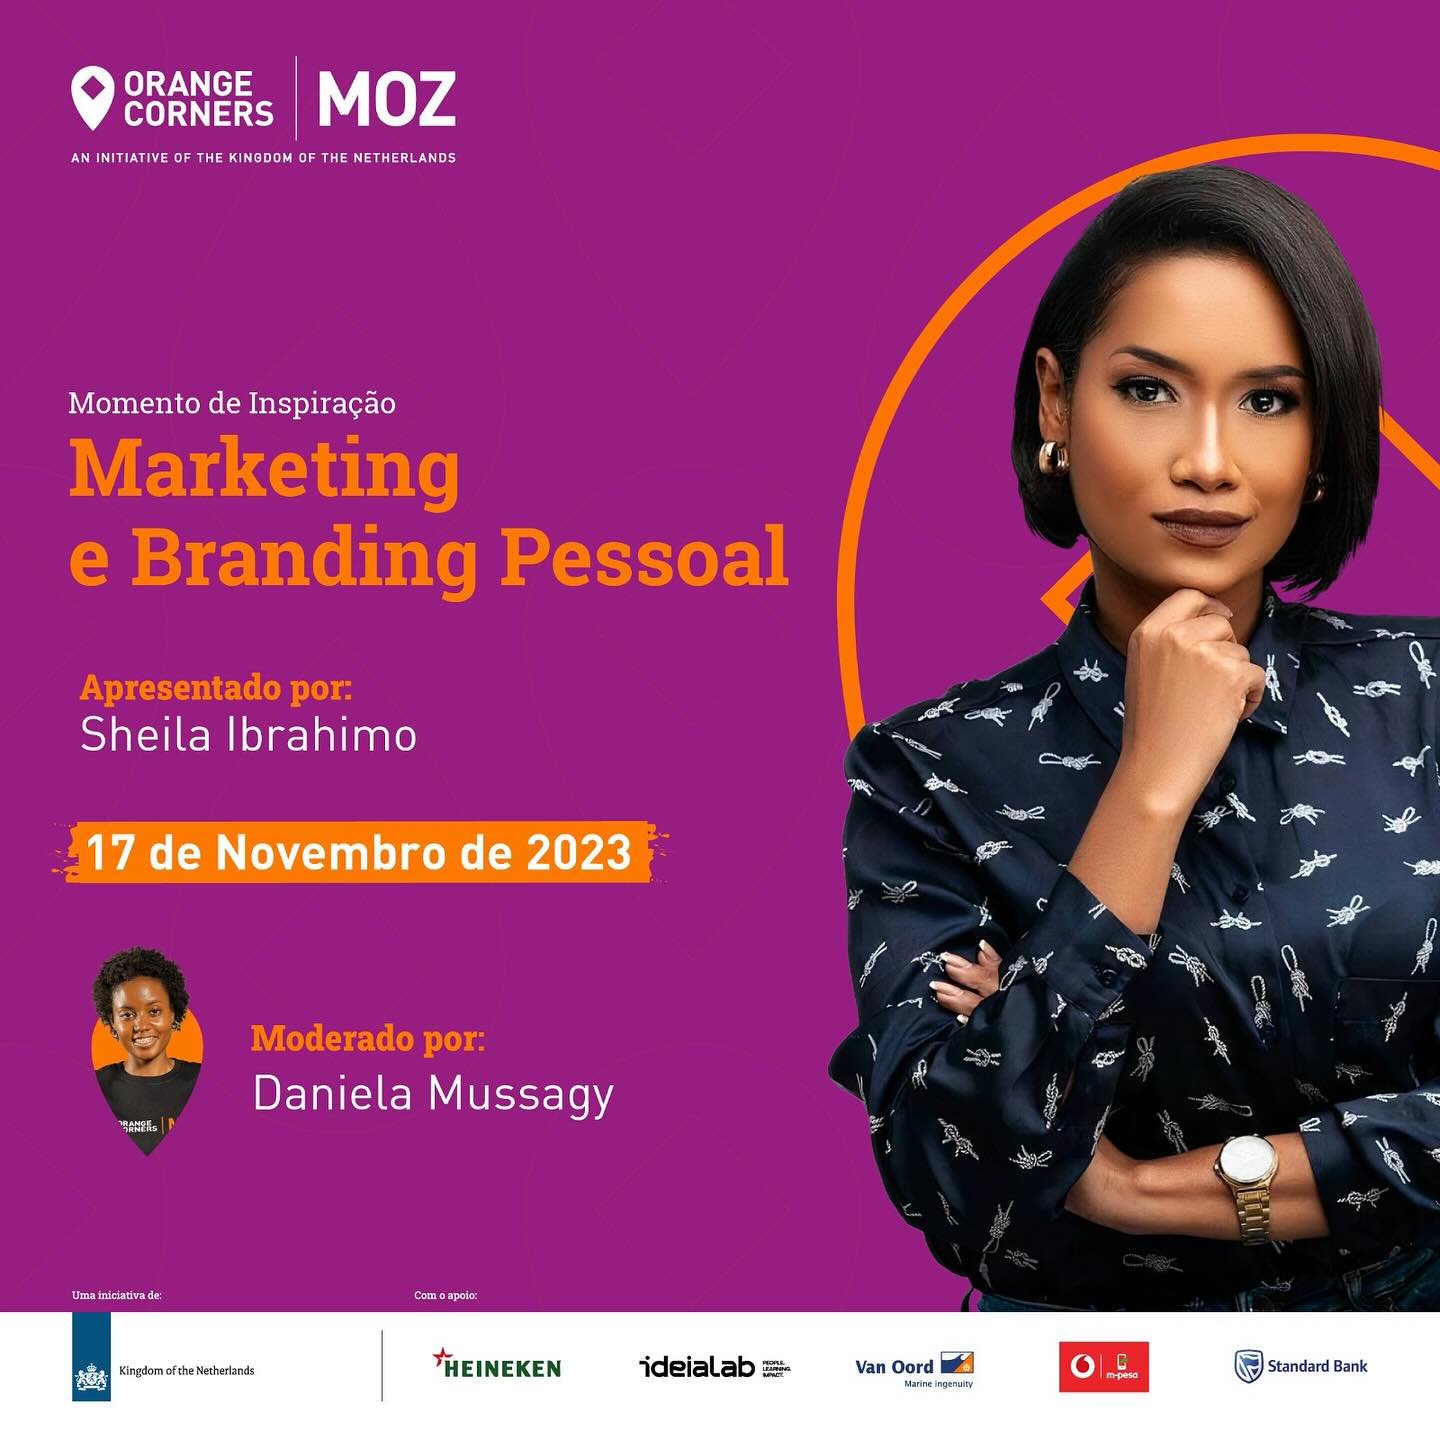 ORANGE
CORNERS
MOZ
AN INITIATIVE OF THE KINGDOM OF THE NETHERLANDS
Momento de Inspiração
Marketing
e Branding Pessoal
Apresentado por:
Sheila Ibrahimo
17 de Novembro de 2023
Moderado por:
Daniela Mussagy
Uma iniciativa de:
Com o apoio:
Kingdom of the Netherlands
HEINEKEN
ideiaLab
PEOPLE.
LEARNING.
IMPACT.
Van Oord
Marine ingenuity
m-pesa
Standard Bank